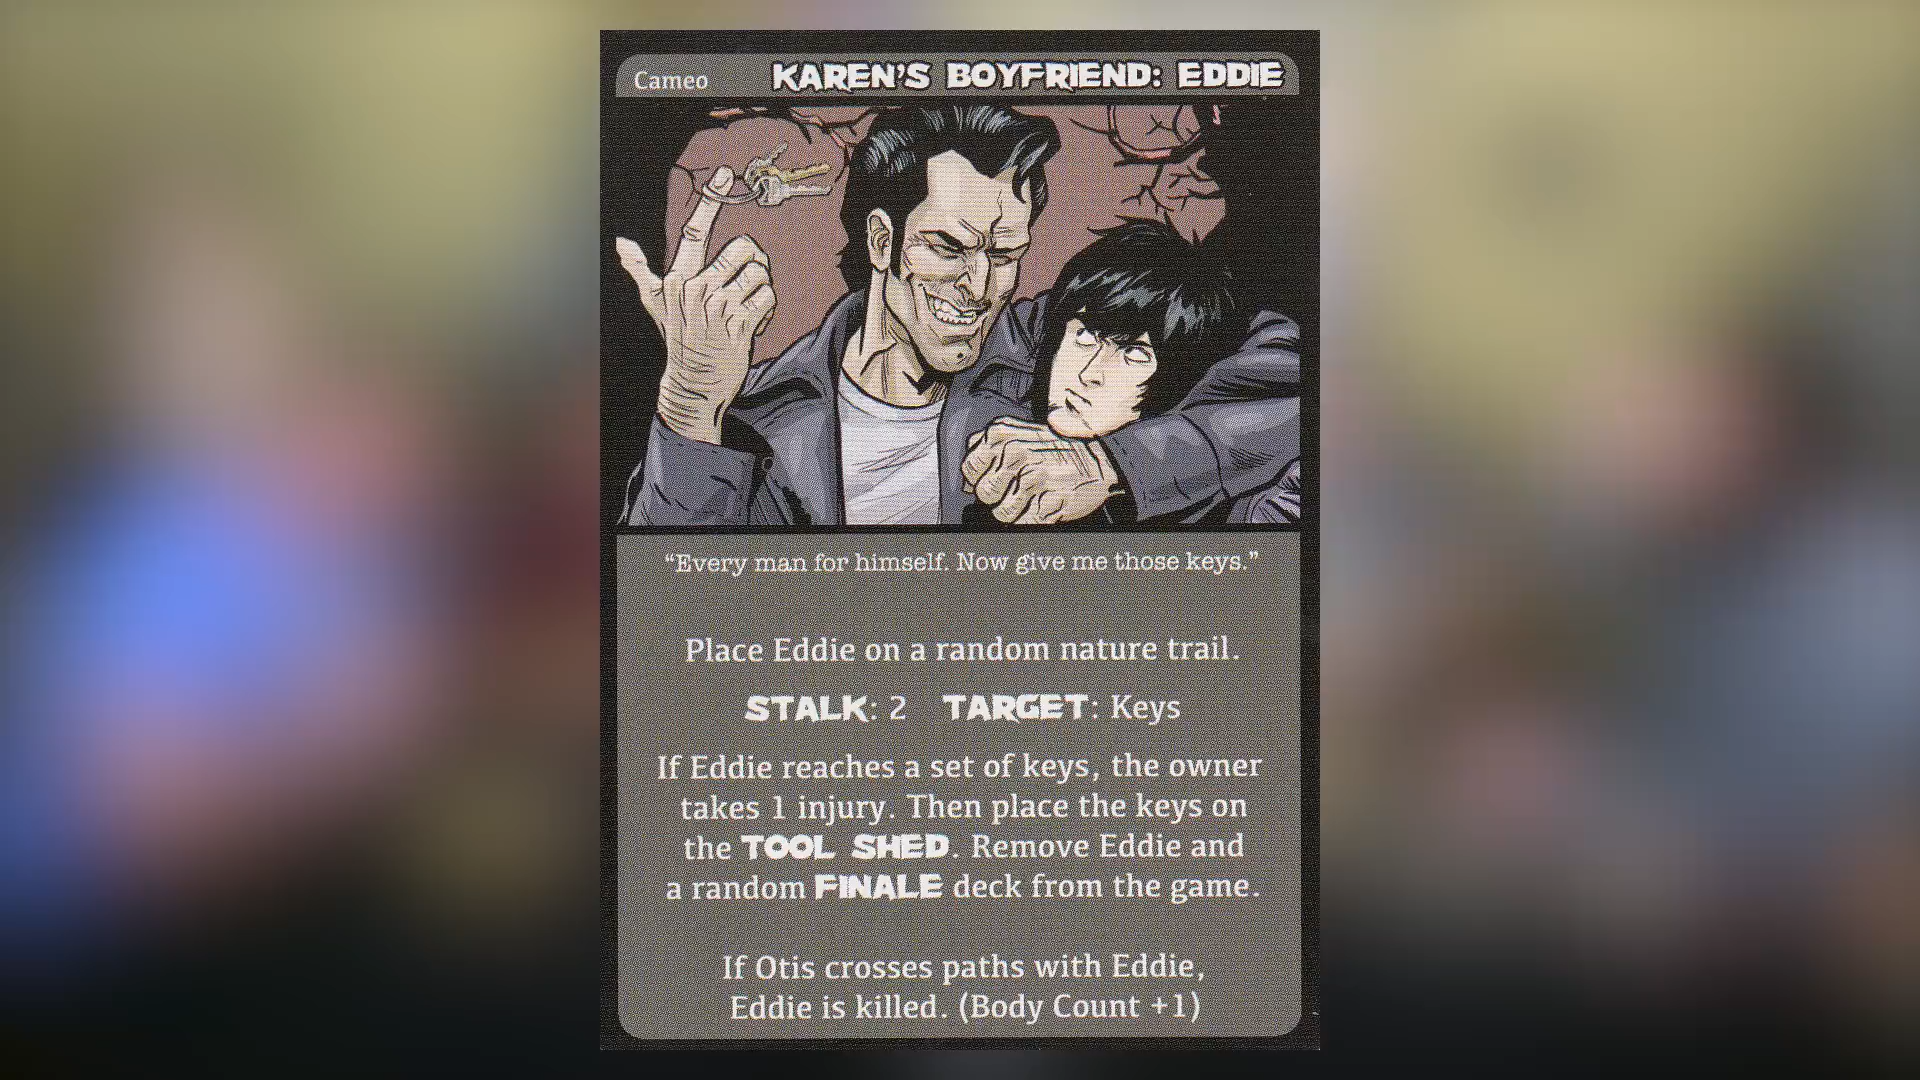 Cameo KAREN'S BOYFRIEND: EDDIE
“Every man for himself. Now give me those keys.”
Place Eddie on a random nature trail.
STALK: 2 TARGET: Keys
If Eddie reaches a set of keys, the owner
takes 1 injury. Then place the keys on
the TOOL SHED. Remove Eddie and
a random FINALE deck from the game.
If Otis crosses paths with Eddie,
Eddie is killed. (Body Count +1)